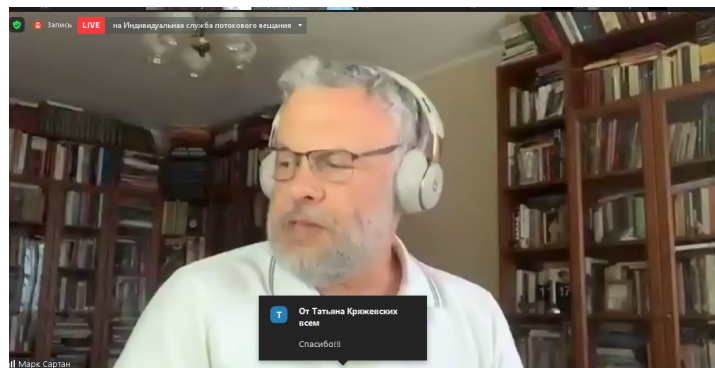 Запись LIVE на Индивидуальная служба потокового вещания
Т От Татьяна Кряжевских
всем
Спасибо!!!
Марк Сартан